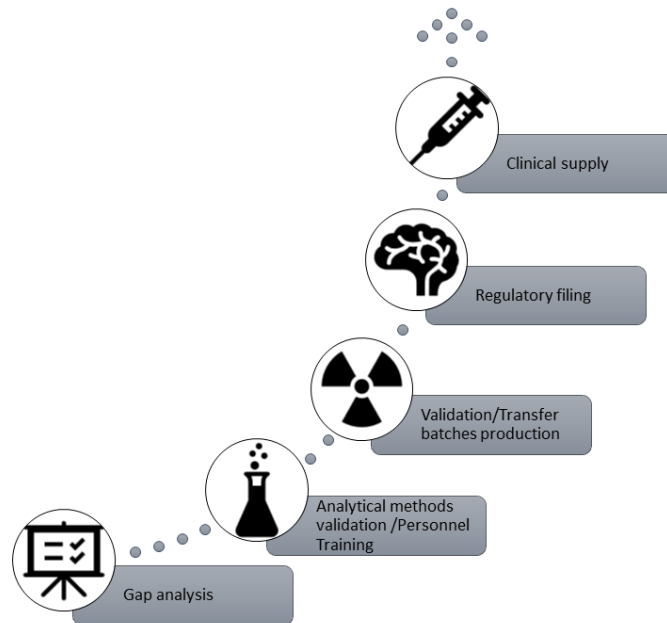 Clinical supply
Regulatory filing
Validation/Transfer
batches production
Analytical methods
validation /Personnel
Training
Gap analysis